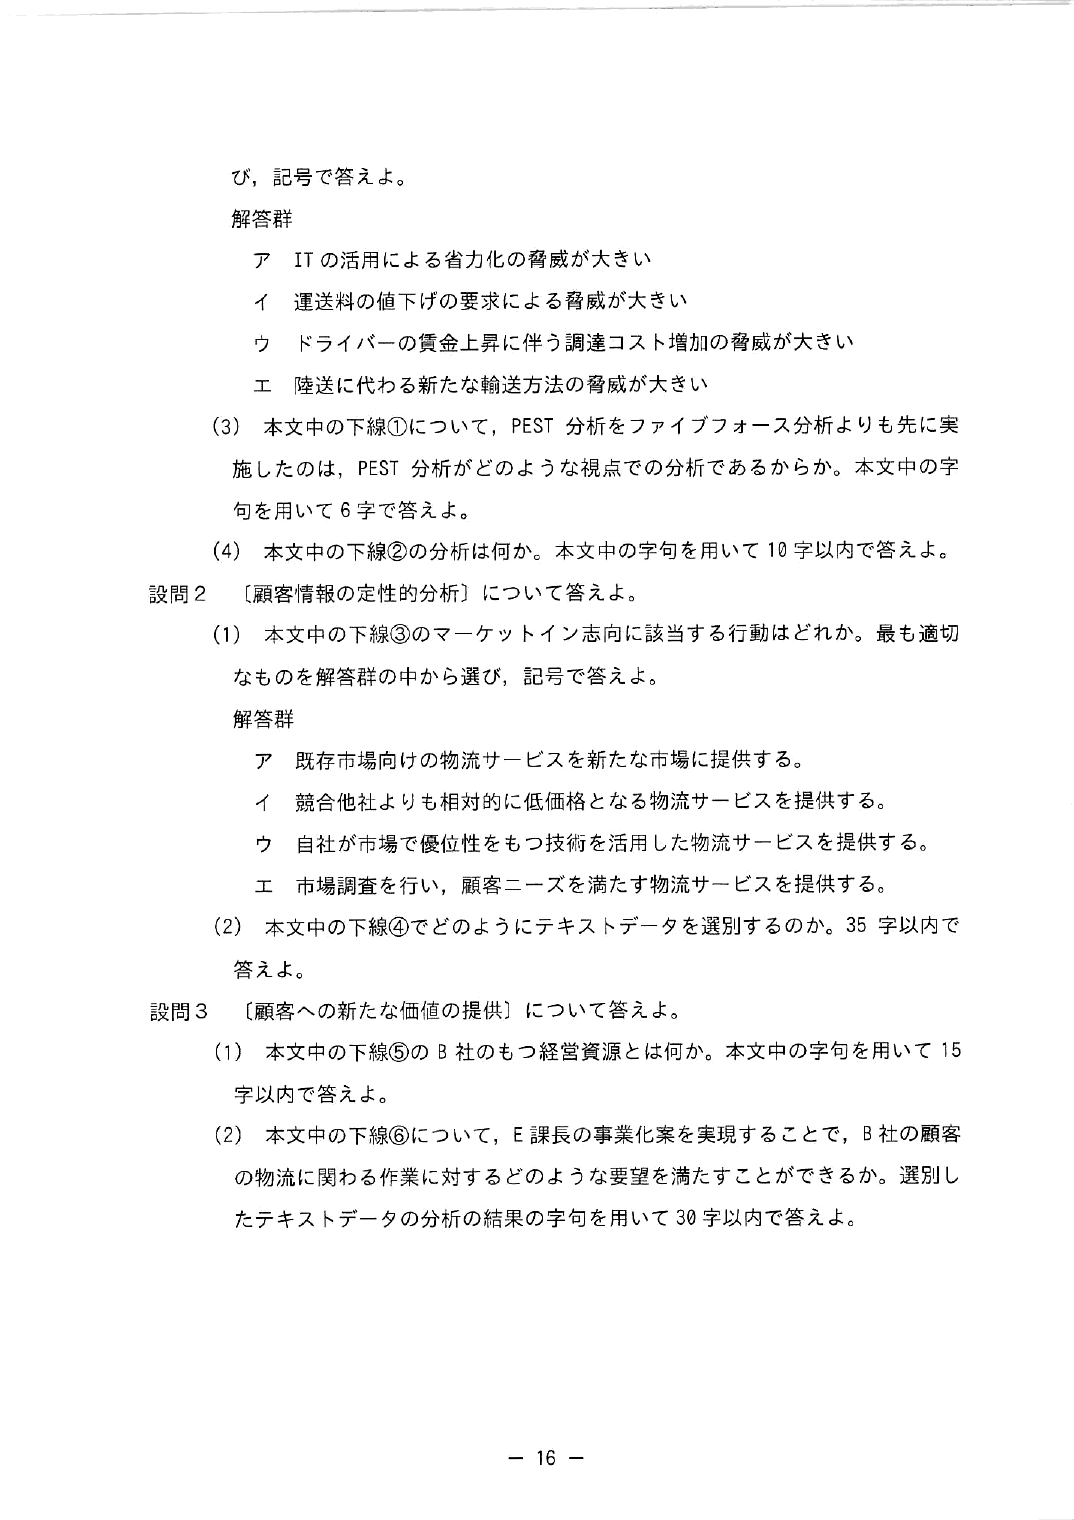 び，記号で答えよ。
解答群
ア　IT の活用による省力化の脅威が大きい
イ　運送料の値下げの要求による脅威が大きい
ウ　ドライバーの賃金上昇に伴う調達コスト増加の脅威が大きい
エ　陸送に代わる新たな輸送方法の脅威が大きい
(3)　本文中の下線①について，PEST 分析をファイブフォース分析よりも先に実
施したのは，PEST 分析がどのような視点での分析であるからか。本文中の字
句を用いて 6 字で答えよ。
(4)　本文中の下線②の分析は何か。本文中の字句を用いて 10 字以内で答えよ。
設問２　〔顧客情報の定性的分析〕について答えよ。
(1)　本文中の下線③のマーケットイン志向に該当する行動はどれか。最も適切
なものを解答群の中から選び，記号で答えよ。
解答群
ア　既存市場向けの物流サービスを新たな市場に提供する。
イ　競合他社よりも相対的に低価格となる物流サービスを提供する。
ウ　自社が市場で優位性をもつ技術を活用した物流サービスを提供する。
エ　市場調査を行い，顧客ニーズを満たす物流サービスを提供する。
(2)　本文中の下線④でどのようにテキストデータを選別するのか。35 字以内で
答えよ。
設問３　〔顧客への新たな価値の提供〕について答えよ。
(1)　本文中の下線⑤の B 社のもつ経営資源とは何か。本文中の字句を用いて 15
字以内で答えよ。
(2)　本文中の下線⑥について，E 課長の事業化案を実現することで，B 社の顧客
の物流に関わる作業に対するどのような要望を満たすことができるか。選別し
たテキストデータの分析の結果の字句を用いて 30 字以内で答えよ。
－ 16 －